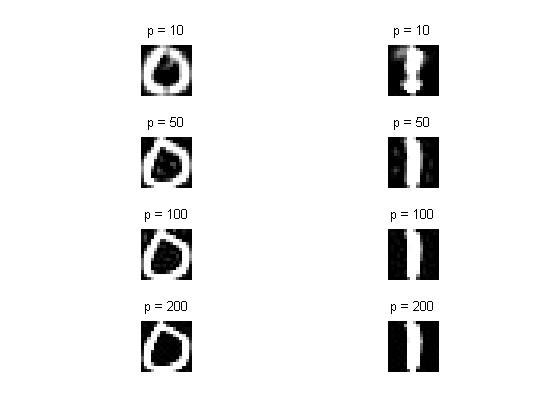 p = 10 p = 10
p = 50 p = 50
p = 100 p = 100
p = 200 p = 200